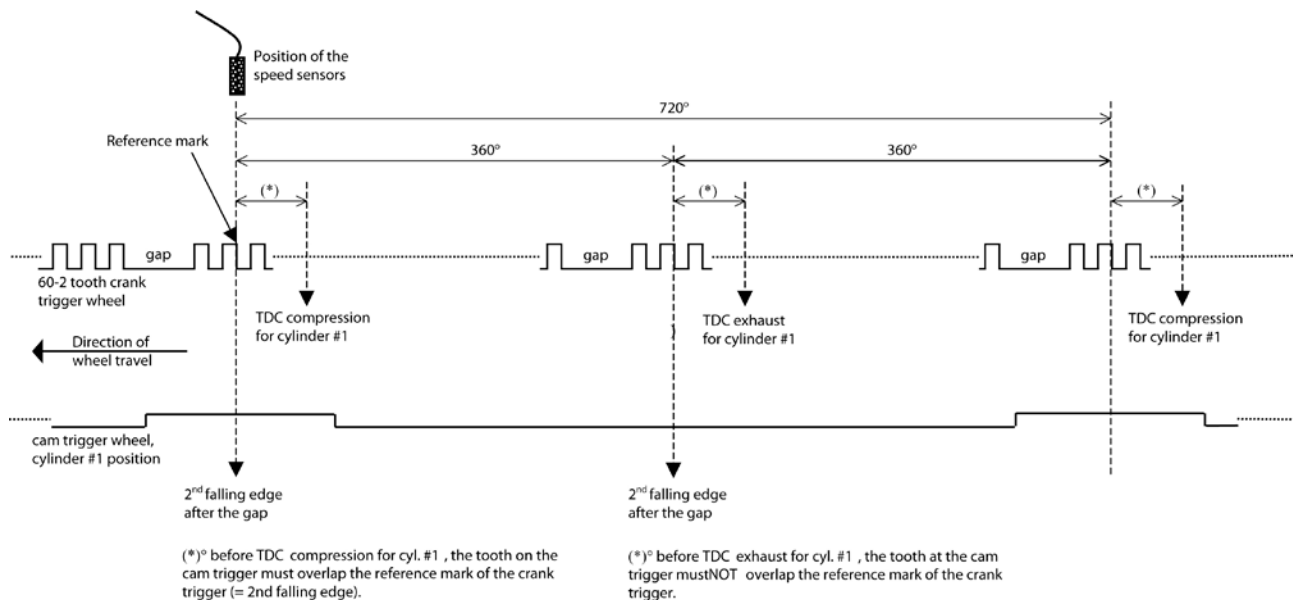 Position of the
speed sensors
720°
Reference mark
360°
360°
(*)
(*)
(*)
gap
gap
gap
60-2 tooth crank
trigger wheel
TDC compression
for cylinder #1
TDC exhaust
for cylinder #1
TDC compression
for cylinder #1
Direction of
wheel travel
cam trigger wheel,
cylinder #1 position
2nd falling edge
after the gap
2nd falling edge
after the gap
(*)° before TDC compression for cyl. #1 , the tooth on the
cam trigger must overlap the reference mark of the crank
trigger (= 2nd falling edge).
(*)° before TDC exhaust for cyl. #1 , the tooth at the cam
trigger mustNOT overlap the reference mark of the crank
trigger.